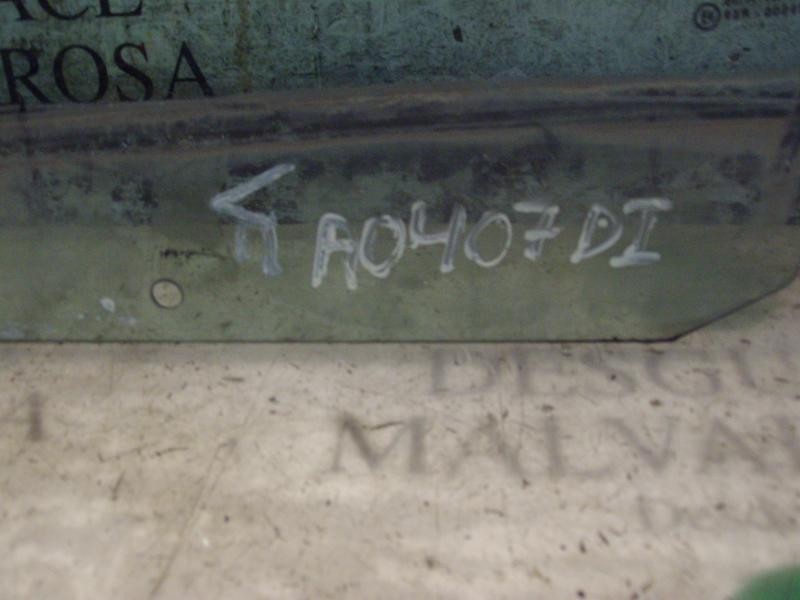 ACE
ROSA
A0407DI
DESGU
MALVA